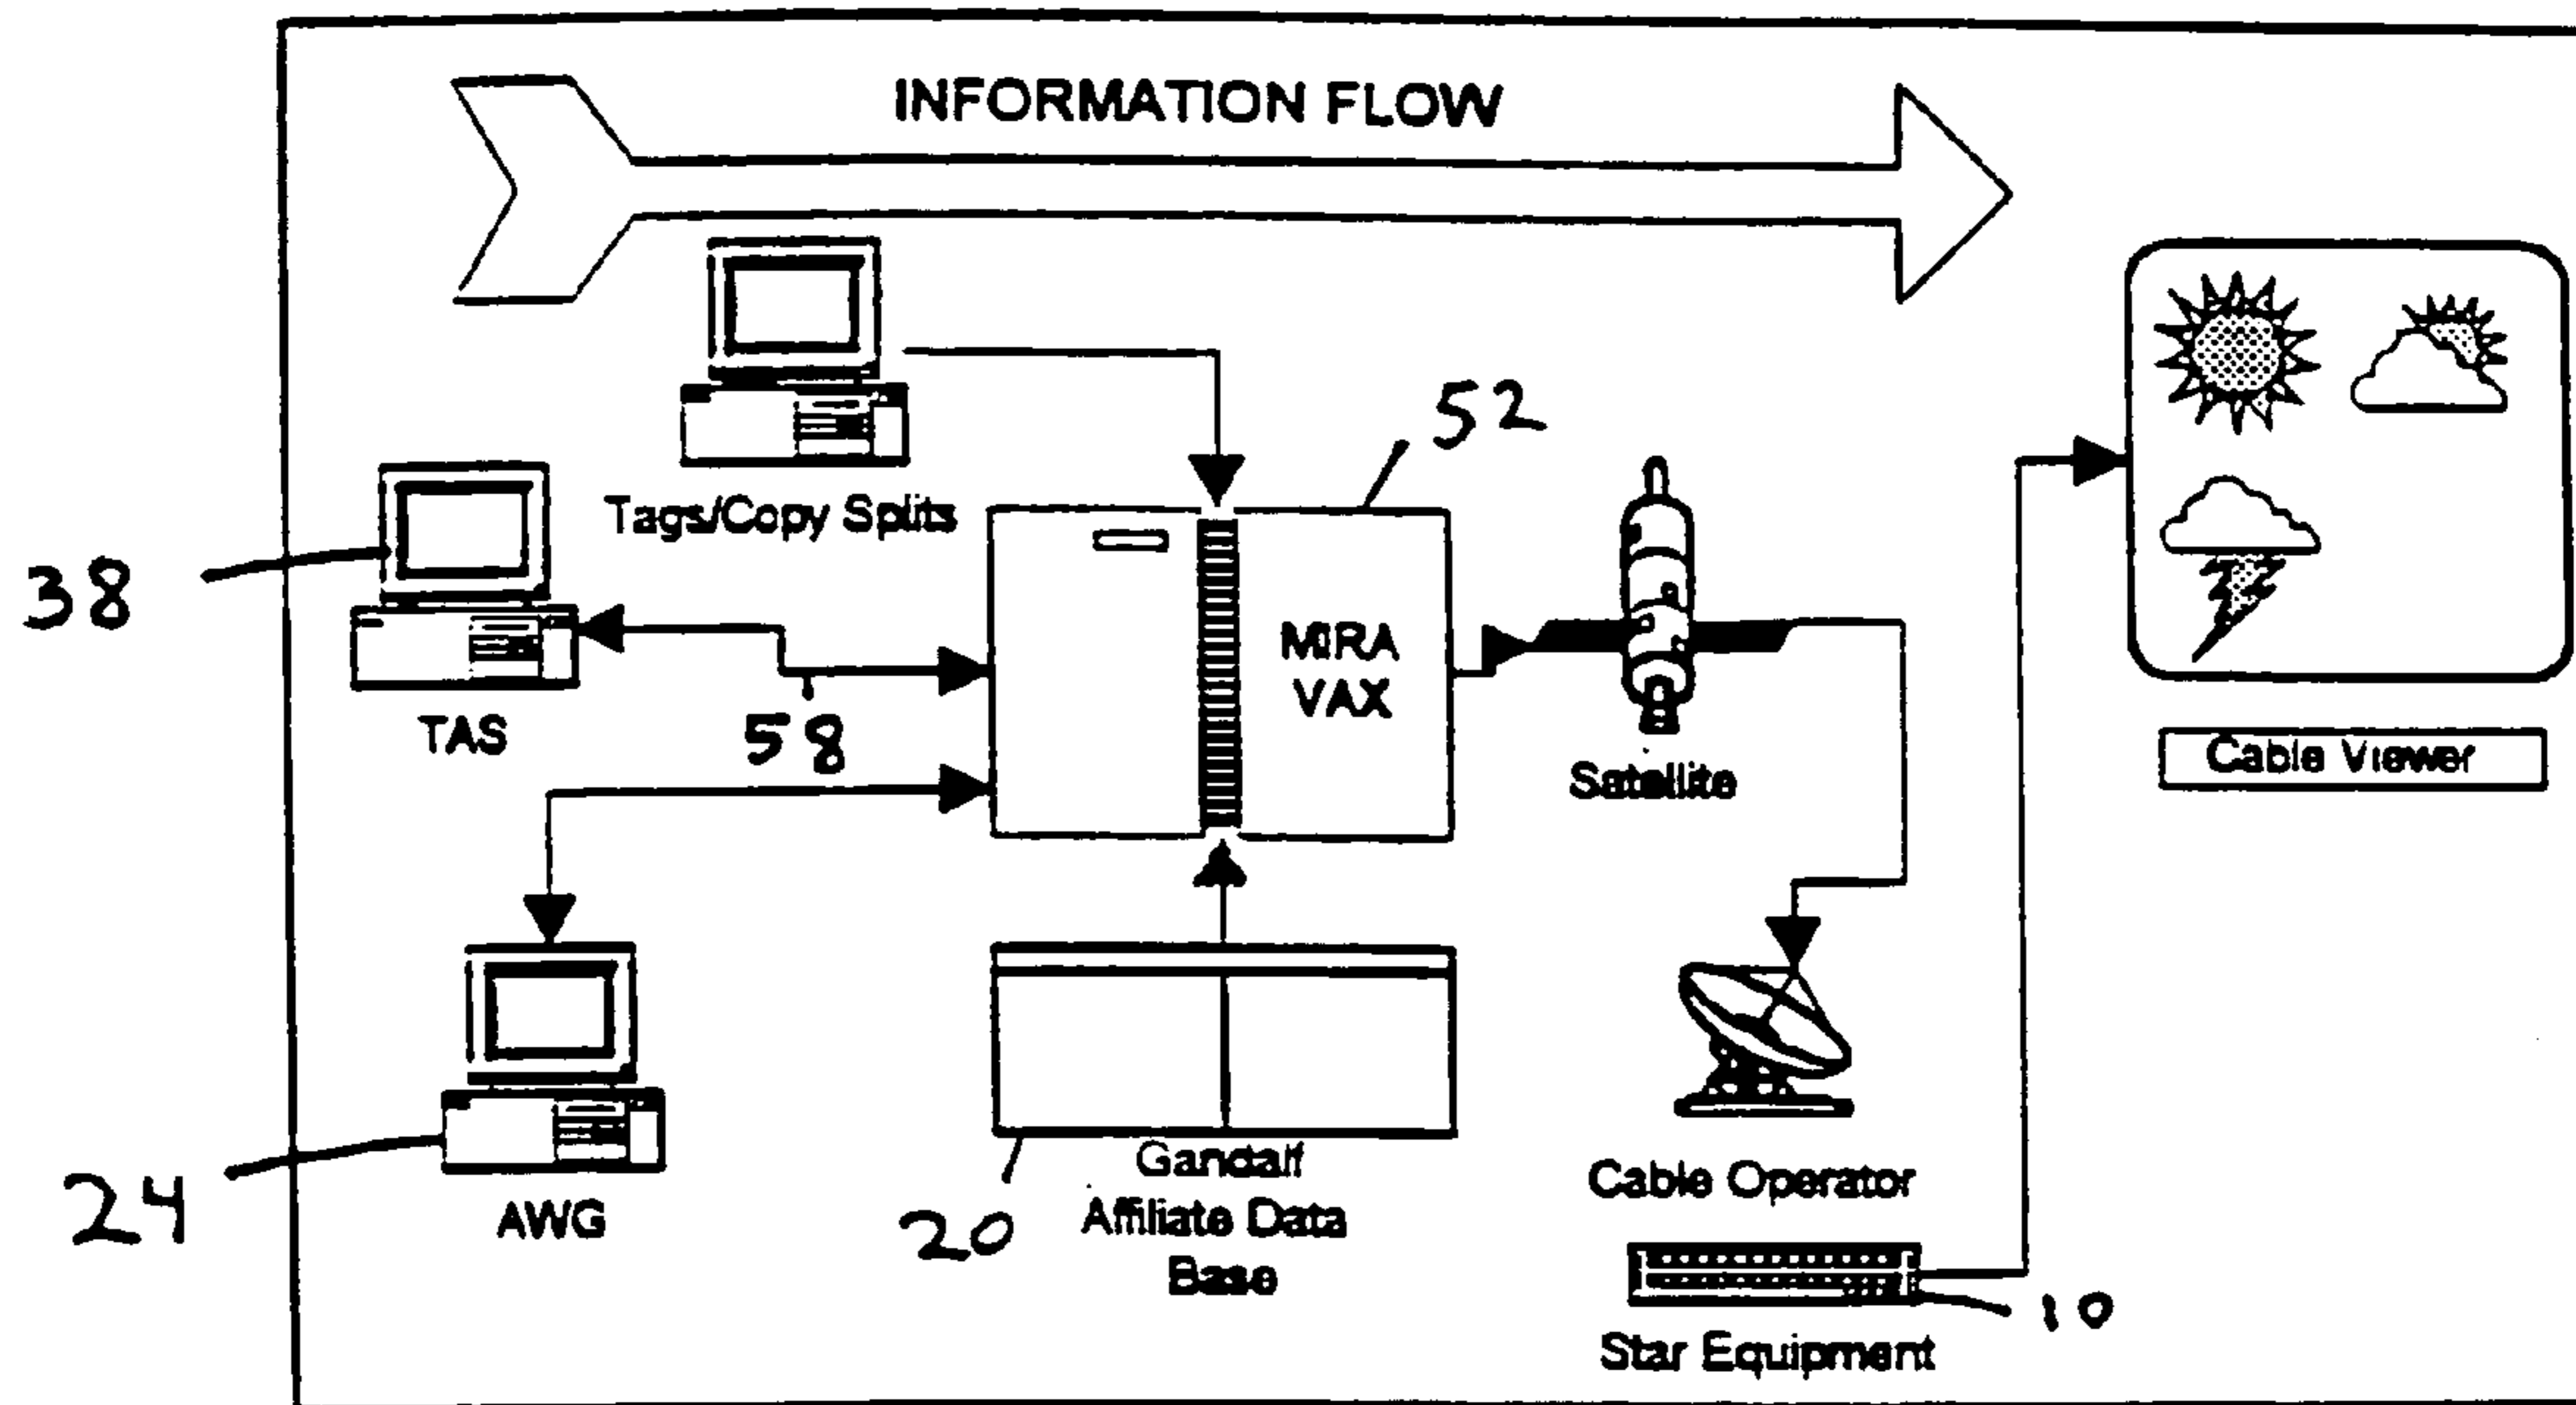 INFORMATION FLOW
52
Tags/Copy Splits
38
MIRA
VAX
TAS
58
Satellite
Cable Viewer
24
AWG
20
Gandalf
Affiliate Data
Base
Cable Operator
10
Star Equipment